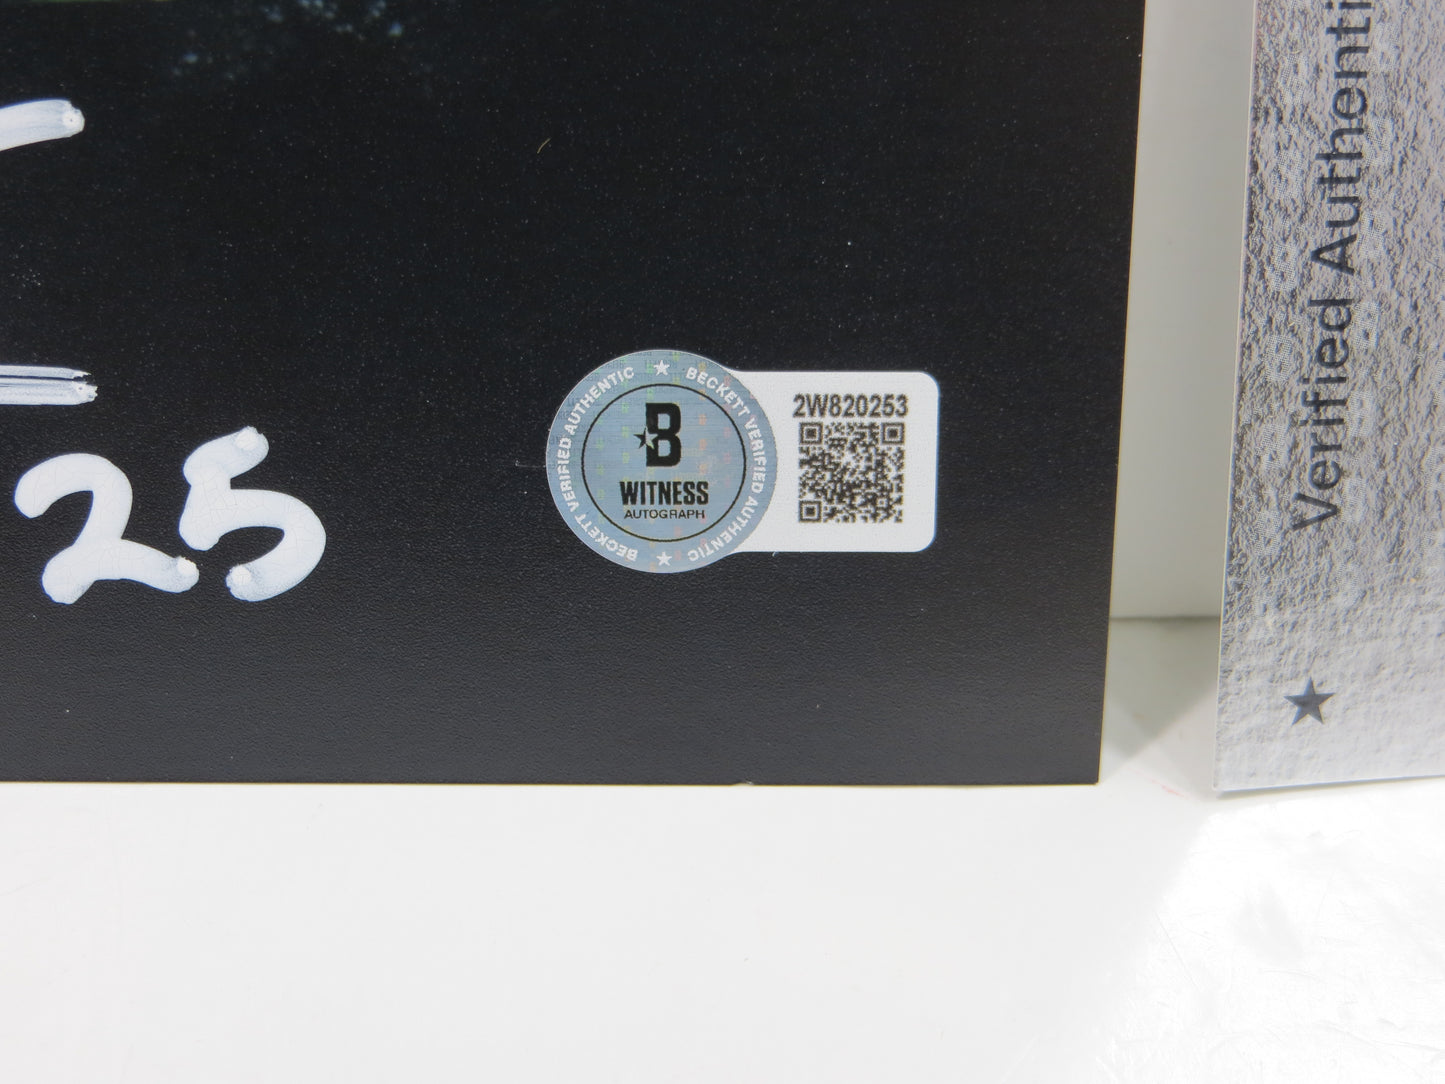 25
BECKETT VERIFIED AUTHENTIC
BECKETT VERIFIED AUTHENTIC
B
WITNESS
AUTOGRAPH
2W820253
Verified Authenti